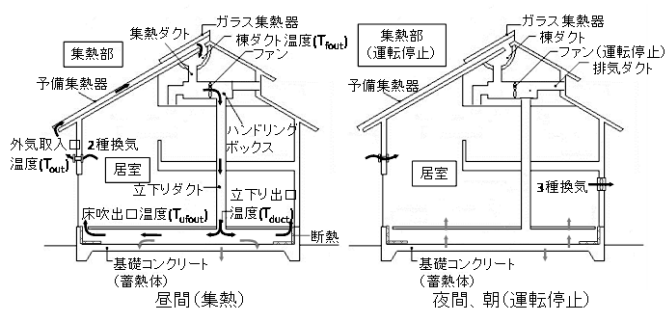 ガラス集熱器
集熱ダクト
棟ダクト温度(Tfout)
ファン
集熱部
予備集熱器
外気取入口
温度(Tout)
2種換気
ハンドリング
ボックス
居室
立下りダクト
立下り出口
温度(Tduct)
床吹出口温度(Tufout)
断熱
基礎コンクリート
(蓄熱体)
昼間(集熱)
ガラス集熱器
棟ダクト
ファン(運転停止)
排気ダクト
集熱部
(運転停止)
予備集熱器
居室
3種換気
基礎コンクリート
(蓄熱体)
夜間、朝(運転停止)